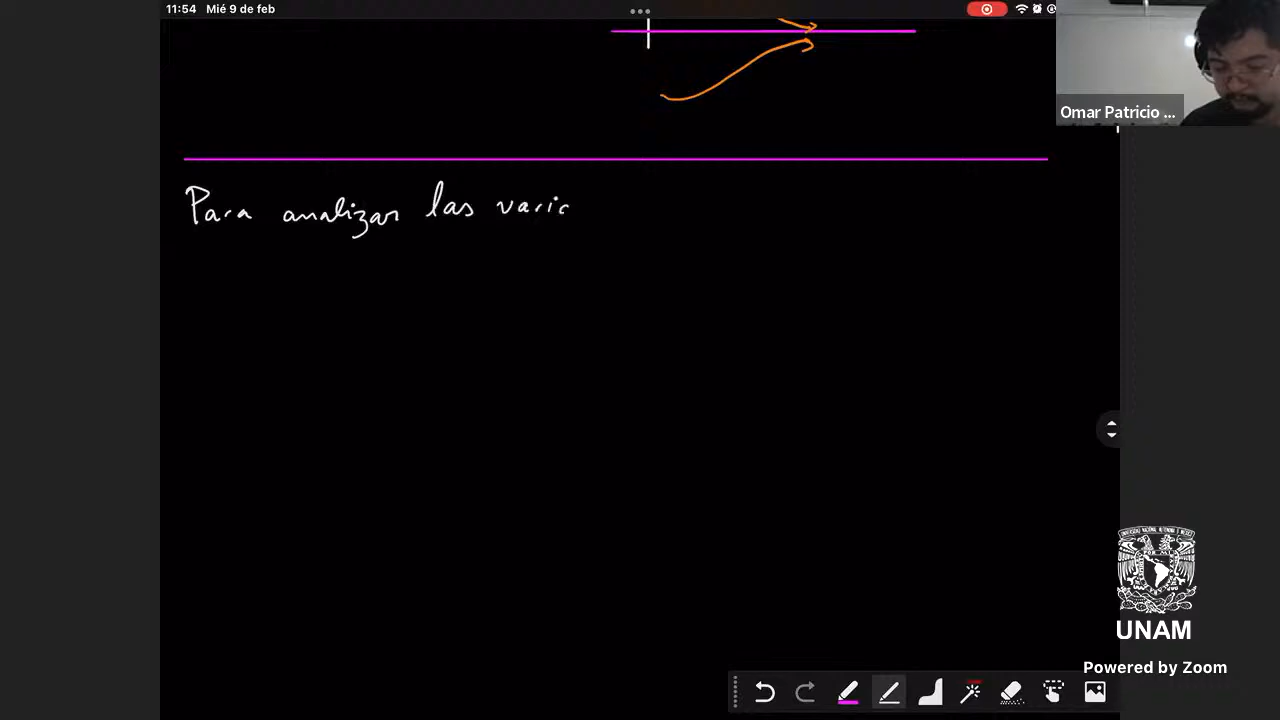 11:54 Mié 9 de feb
Omar Patricio ...
Para analizar las varia
UNAM
Powered by Zoom